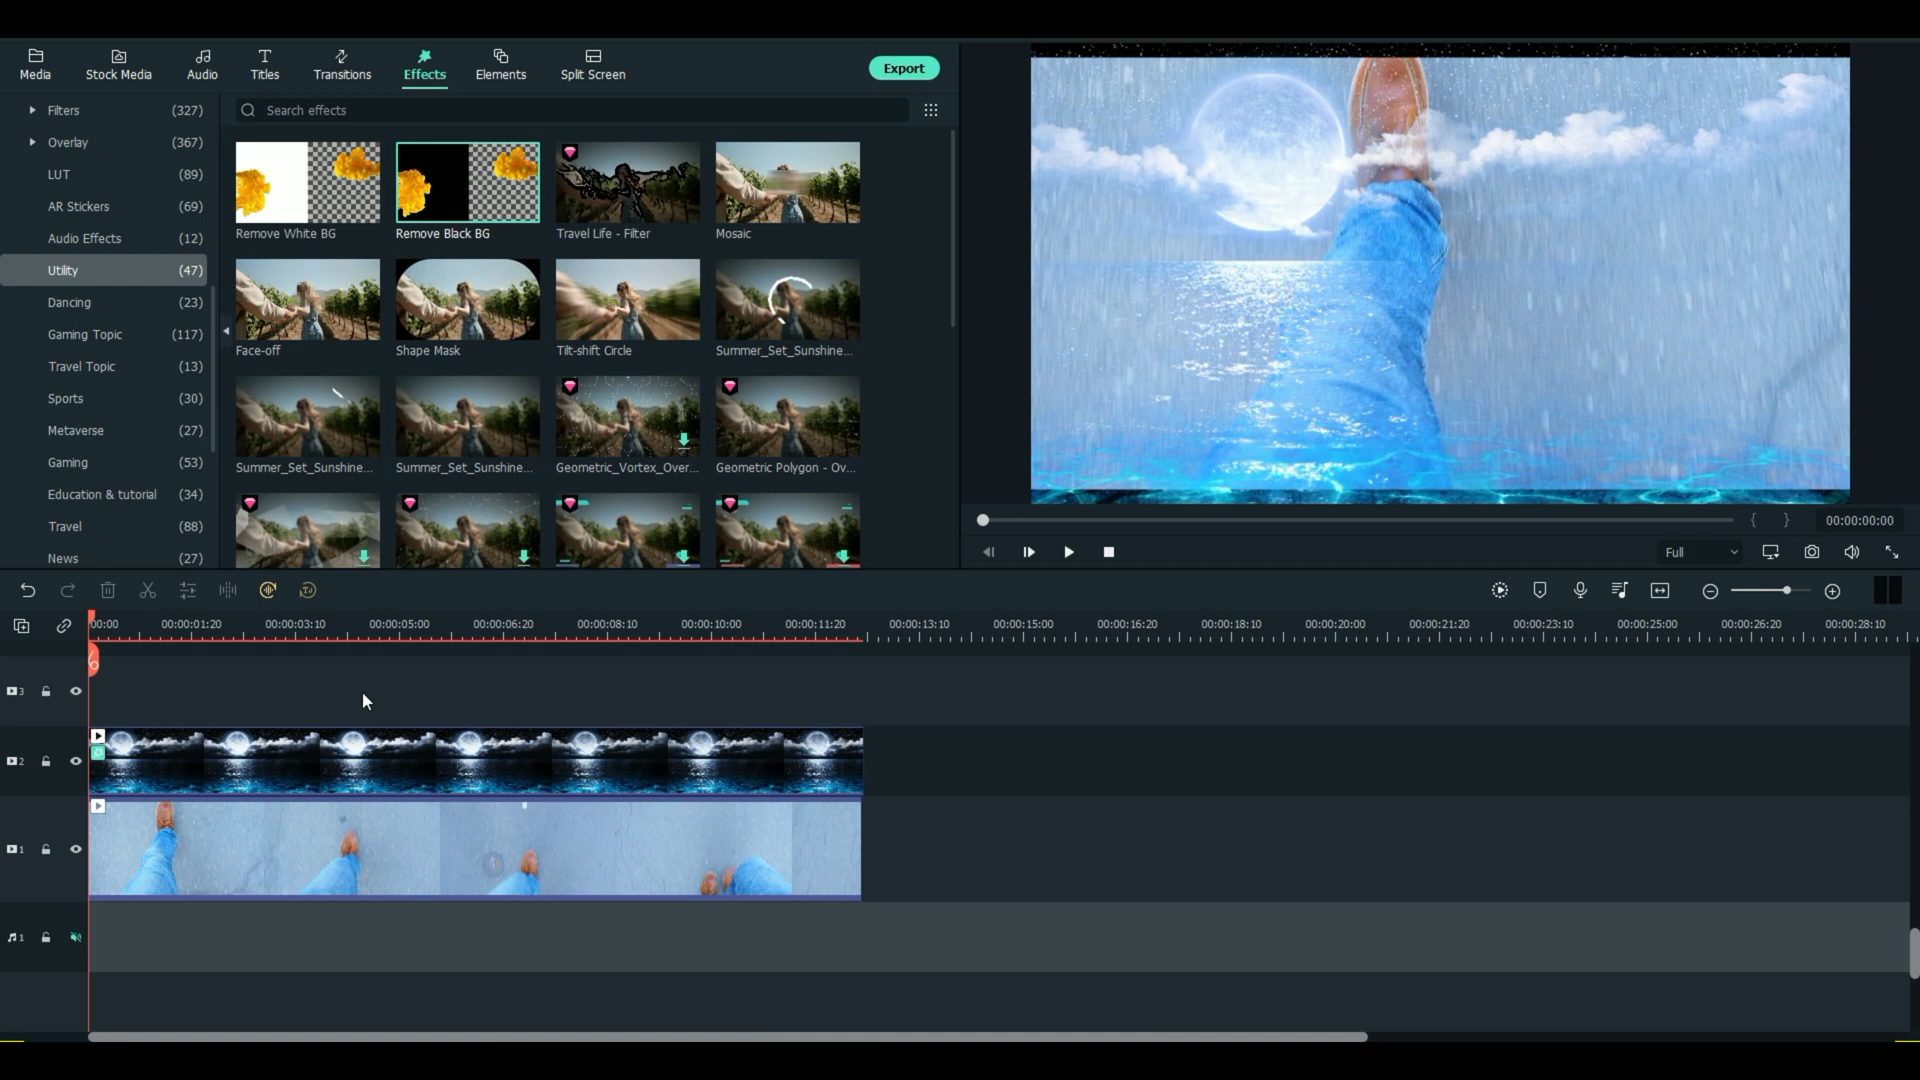 Media
Stock Media
Audio
Titles
Transitions
Effects
Elements
Split Screen
Export
Filters (327)
Overlay (367)
LUT (89)
AR Stickers (69)
Audio Effects (12)
Utility (47)
Dancing (23)
Gaming Topic (117)
Travel Topic (13)
Sports (30)
Metaverse (27)
Gaming (53)
Education & tutorial (34)
Travel (88)
News (27)
Search effects
Remove White BG
Remove Black BG
Travel Life - Filter
Mosaic
Face-off
Shape Mask
Tilt-shift Circle
Summer_Set_Sunshine...
Summer_Set_Sunshine...
Summer_Set_Sunshine...
Geometric_Vortex_Over...
Geometric Polygon - Ov...
{ }
00:00:00:00
Full
00:00
00:00:01:20
00:00:03:10
00:00:05:00
00:00:06:20
00:00:08:10
00:00:10:00
00:00:11:20
00:00:13:10
00:00:15:00
00:00:16:20
00:00:18:10
00:00:20:00
00:00:21:20
00:00:23:10
00:00:25:00
00:00:26:20
00:00:28:10
3
2
1
1